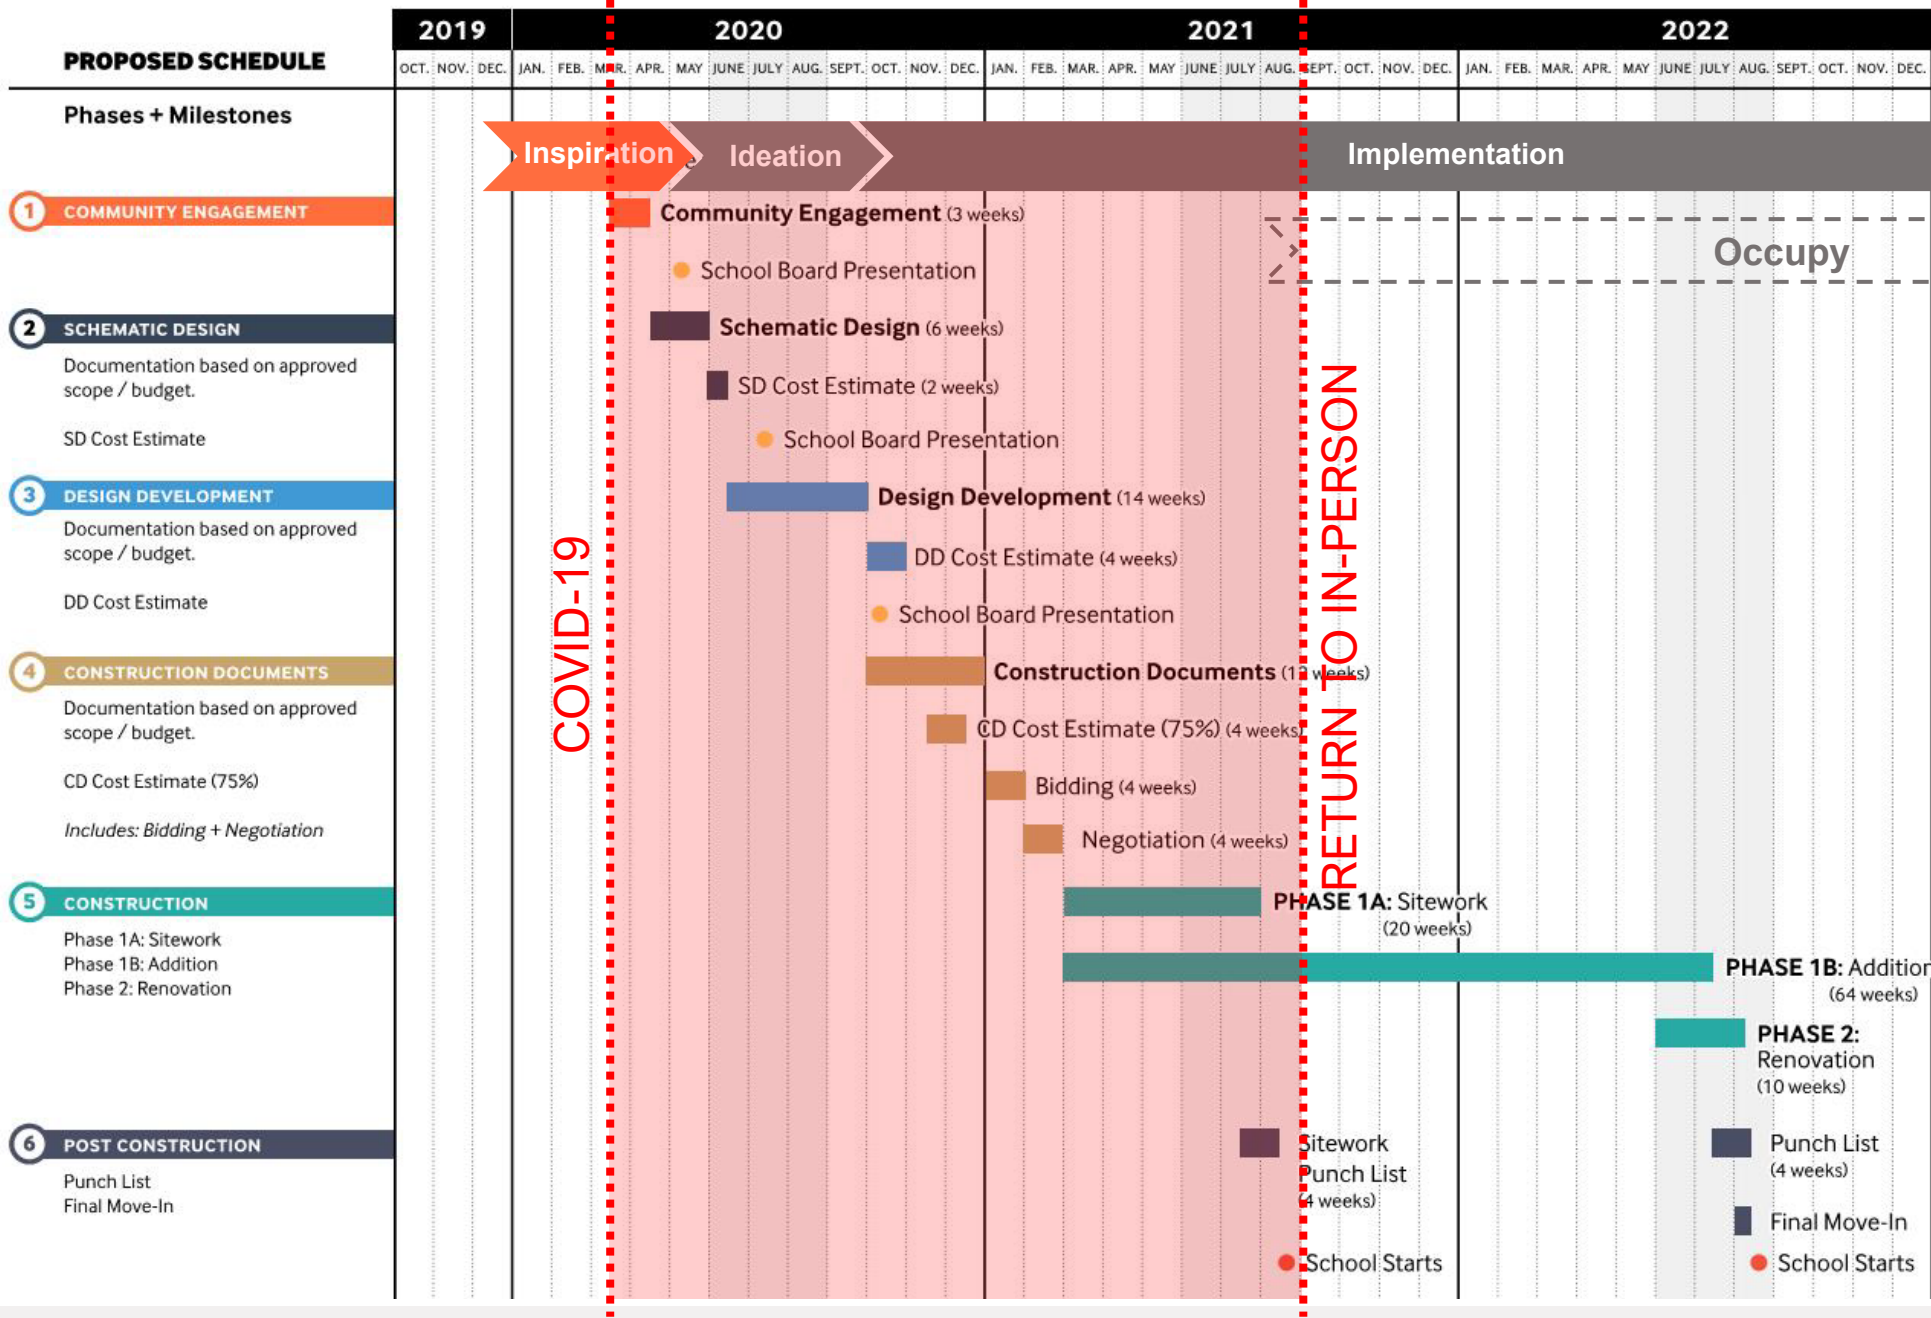 PROPOSED SCHEDULE
2019
2020
2021
2022
OCT. NOV. DEC. JAN. FEB. MAR. APR. MAY JUNE JULY AUG. SEPT. OCT. NOV. DEC. JAN. FEB. MAR. APR. MAY JUNE JULY AUG. SEPT. OCT. NOV. DEC. JAN. FEB. MAR. APR. MAY JUNE JULY AUG. SEPT. OCT. NOV. DEC.
Phases + Milestones
Inspiration
Ideation
Implementation
1 COMMUNITY ENGAGEMENT
Community Engagement (3 weeks)
Occupy
School Board Presentation
2 SCHEMATIC DESIGN
Schematic Design (6 weeks)
Documentation based on approved
scope / budget.
SD Cost Estimate (2 weeks)
SD Cost Estimate
School Board Presentation
3 DESIGN DEVELOPMENT
Design Development (14 weeks)
Documentation based on approved
scope / budget.
DD Cost Estimate (4 weeks)
DD Cost Estimate
School Board Presentation
COVID-19
RETURN TO IN-PERSON
4 CONSTRUCTION DOCUMENTS
Construction Documents weeks)
Documentation based on approved
scope / budget.
CD Cost Estimate (75%) (4 weeks)
CD Cost Estimate (75%)
Bidding (4 weeks)
Includes: Bidding + Negotiation
Negotiation (4 weeks)
5 CONSTRUCTION
PHASE 1A: Sitework
(20 weeks)
Phase 1A: Sitework
Phase 1B: Addition
Phase 2: Renovation
PHASE 1B: Addition
(64 weeks)
PHASE 2:
Renovation
(10 weeks)
6 POST CONSTRUCTION
Sitework
Punch List
(4 weeks)
Punch List
(4 weeks)
Punch List
Final Move-In
Final Move-In
School Starts
School Starts